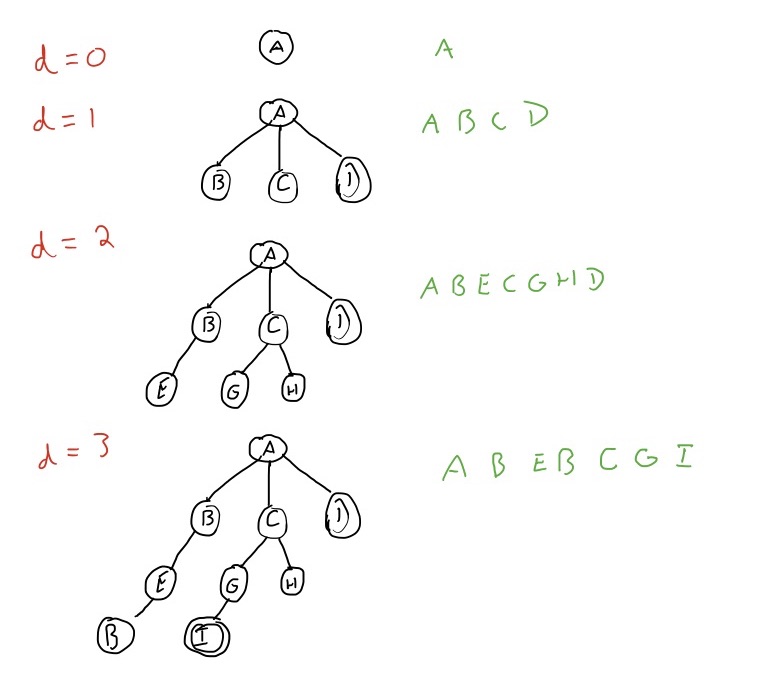 d = 0 A A
d = 1 A A B C D
B C D
d = 2 A
B C D A B E C G H D
E G H
d = 3 A A B E B C G I
B C D
E G H
B I